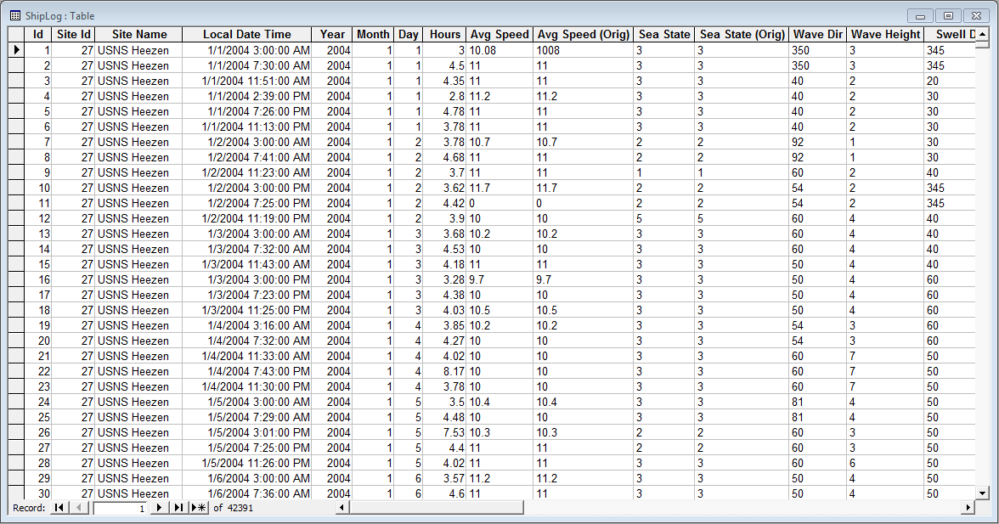 ShipLog : Table
Id Site Id Site Name Local Date Time Year Month Day Hours Avg Speed Avg Speed (Orig) Sea State Sea State (Orig) Wave Dir Wave Height Swell D
1 27 USNS Heezen 1/1/2004 3:00:00 AM 2004 1 1 3 10.08 1008 3 3 350 3 345
2 27 USNS Heezen 1/1/2004 7:30:00 AM 2004 1 1 4.5 11 11 3 3 350 3 345
3 27 USNS Heezen 1/1/2004 11:51:00 AM 2004 1 1 4.35 11 11 3 3 40 2 20
4 27 USNS Heezen 1/1/2004 2:39:00 PM 2004 1 1 2.8 11.2 11.2 3 3 40 2 30
5 27 USNS Heezen 1/1/2004 7:26:00 PM 2004 1 1 4.78 11 11 3 3 40 2 30
6 27 USNS Heezen 1/1/2004 11:13:00 PM 2004 1 1 3.78 11 11 3 3 40 2 30
7 27 USNS Heezen 1/2/2004 3:00:00 AM 2004 1 2 3.78 10.7 10.7 2 2 92 1 30
8 27 USNS Heezen 1/2/2004 7:41:00 AM 2004 1 2 4.68 11 11 2 2 92 1 30
9 27 USNS Heezen 1/2/2004 11:23:00 AM 2004 1 2 3.7 11 11 1 1 60 2 40
10 27 USNS Heezen 1/2/2004 3:00:00 PM 2004 1 2 3.62 11.7 11.7 2 2 54 2 345
11 27 USNS Heezen 1/2/2004 7:25:00 PM 2004 1 2 4.42 0 0 2 2 54 2 345
12 27 USNS Heezen 1/2/2004 11:19:00 PM 2004 1 2 3.9 10 10 5 5 60 4 40
13 27 USNS Heezen 1/3/2004 3:00:00 AM 2004 1 3 3.68 10.2 10.2 3 3 60 4 40
14 27 USNS Heezen 1/3/2004 7:32:00 AM 2004 1 3 4.53 10 10 3 3 60 4 40
15 27 USNS Heezen 1/3/2004 11:43:00 AM 2004 1 3 4.18 11 11 3 3 50 4 40
16 27 USNS Heezen 1/3/2004 3:00:00 PM 2004 1 3 3.28 9.7 9.7 3 3 50 4 60
17 27 USNS Heezen 1/3/2004 7:23:00 PM 2004 1 3 4.38 10 10 3 3 50 4 60
18 27 USNS Heezen 1/3/2004 11:25:00 PM 2004 1 3 4.03 10.5 10.5 3 3 50 4 60
19 27 USNS Heezen 1/4/2004 3:16:00 AM 2004 1 4 3.85 10.2 10.2 3 3 54 3 60
20 27 USNS Heezen 1/4/2004 7:32:00 AM 2004 1 4 4.27 10 10 3 3 54 3 60
21 27 USNS Heezen 1/4/2004 11:33:00 AM 2004 1 4 4.02 10 10 3 3 60 7 50
22 27 USNS Heezen 1/4/2004 7:43:00 PM 2004 1 4 8.17 10 10 3 3 60 7 50
23 27 USNS Heezen 1/4/2004 11:30:00 PM 2004 1 4 3.78 10 10 3 3 60 7 50
24 27 USNS Heezen 1/5/2004 3:00:00 AM 2004 1 5 3.5 10.4 10.4 3 3 81 4 50
25 27 USNS Heezen 1/5/2004 7:29:00 AM 2004 1 5 4.48 10 10 3 3 81 4 50
26 27 USNS Heezen 1/5/2004 3:01:00 PM 2004 1 5 7.53 10.3 10.3 2 2 60 3 50
27 27 USNS Heezen 1/5/2004 7:25:00 PM 2004 1 5 4.4 11 11 2 2 60 3 50
28 27 USNS Heezen 1/5/2004 11:26:00 PM 2004 1 5 4.02 11 11 3 3 60 6 50
29 27 USNS Heezen 1/6/2004 3:00:00 AM 2004 1 6 3.57 11.2 11.2 3 3 50 4 50
30 27 USNS Heezen 1/6/2004 7:36:00 AM 2004 1 6 4.6 11 11 3 3 50 4 50
Record: 1 of 42391